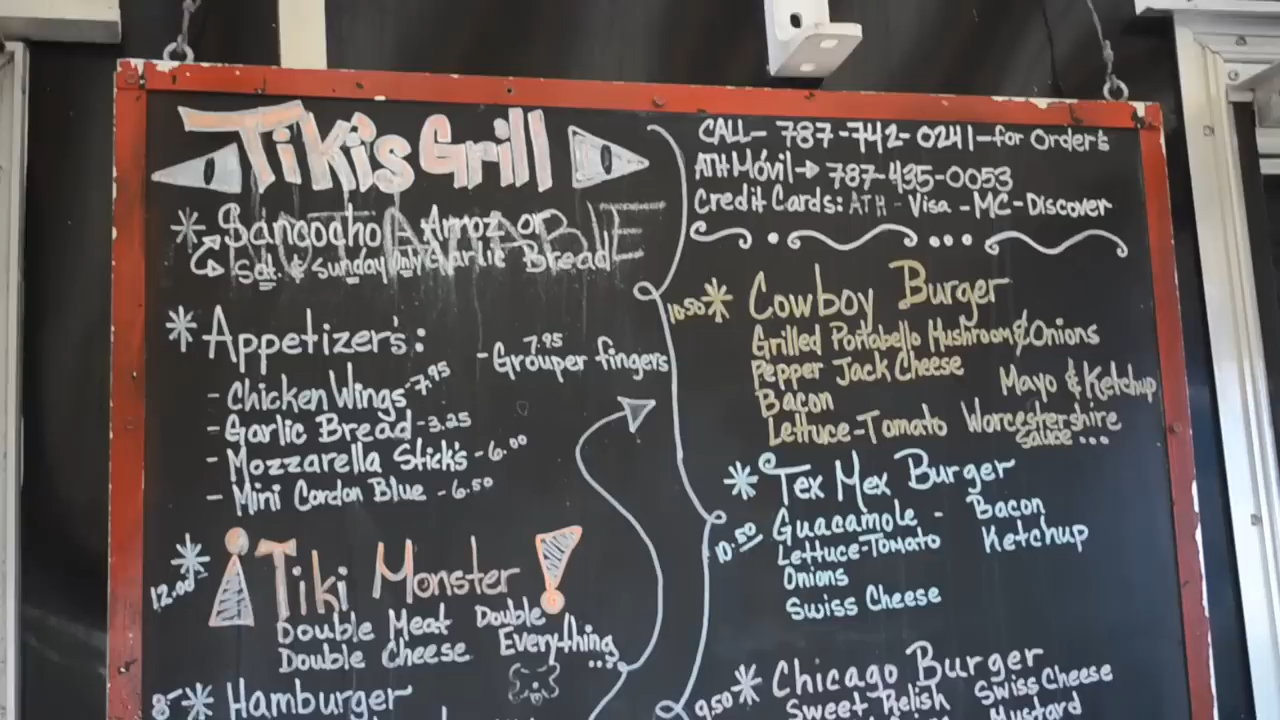 Tikis Grill
* Sancocho Arroz or
Sat. & Sunday Only Garlic Bread
* Appetizer's:
- Chicken Wings - 7.95
- Garlic Bread - 3.25
- Mozzarella Stick's - 6.00
- Mini Cordon Blue - 6.50
7.95
- Grouper fingers
12.00 * Tiki Monster !
Double Meat Double
Double Cheese Everything...
8- * Hamburger
CALL- 787-742-0241-for Orders
ATH Móvil→ 787-435-0053
Credit Cards: ATH - Visa - MC - Discover
10.50 * Cowboy Burger
Grilled Portabello Mushroom & Onions
Pepper Jack Cheese
Mayo & Ketchup
Bacon
Lettuce-Tomato Worcestershire
Sauce...
* Tex Mex Burger
10.50 Guacamole - Bacon
Lettuce-Tomato Ketchup
Onions
Swiss Cheese
9.50 * Chicago Burger
Sweet Relish Swiss Cheese
Mustard